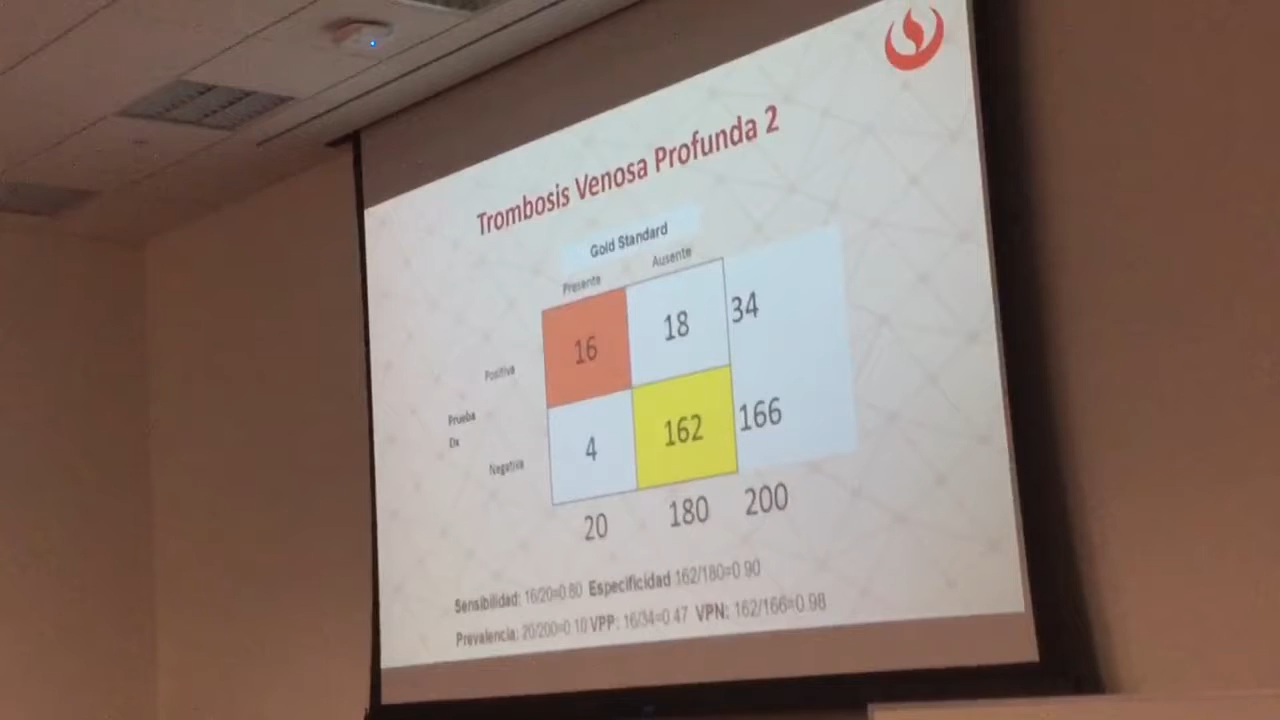 Trombosis Venosa Profunda 2
Gold Standard
Presente Ausente
Positiva 16 18 34
Prueba
Dx
Negativa 4 162 166
20 180 200
Sensibilidad: 16/20=0.80 Especificidad 162/180=0.90
Prevalencia: 20/200=0.10 VPP: 16/34=0.47 VPN: 162/166=0.98